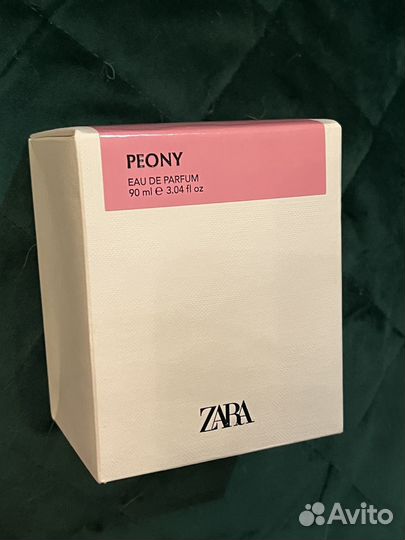 PEONY
EAU DE PARFUM
90 ml ℮ 3.04 fl oz
ZARA
Avito